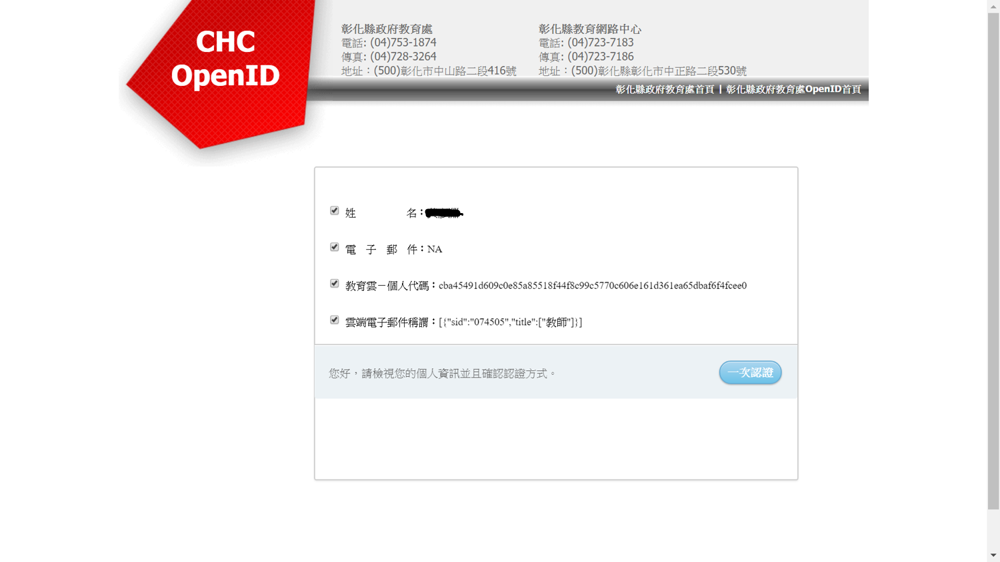 CHC
OpenID
彰化縣政府教育處
電話: (04)753-1874
傳真: (04)728-3264
地址：(500)彰化市中山路二段416號
彰化縣教育網路中心
電話: (04)723-7183
傳真: (04)723-7186
地址：(500)彰化縣彰化市中正路二段530號
彰化縣政府教育處首頁 | 彰化縣政府教育處OpenID首頁
姓 名：
電 子 郵 件：NA
教育雲－個人代碼：cba45491d609c0e85a85518f44f8c99c5770c606e161d361ea65dbaf6f4fcee0
雲端電子郵件稱謂：[{"sid":"074505","title":["教師"]}]
您好，請檢視您的個人資訊並且確認認證方式。
一次認證